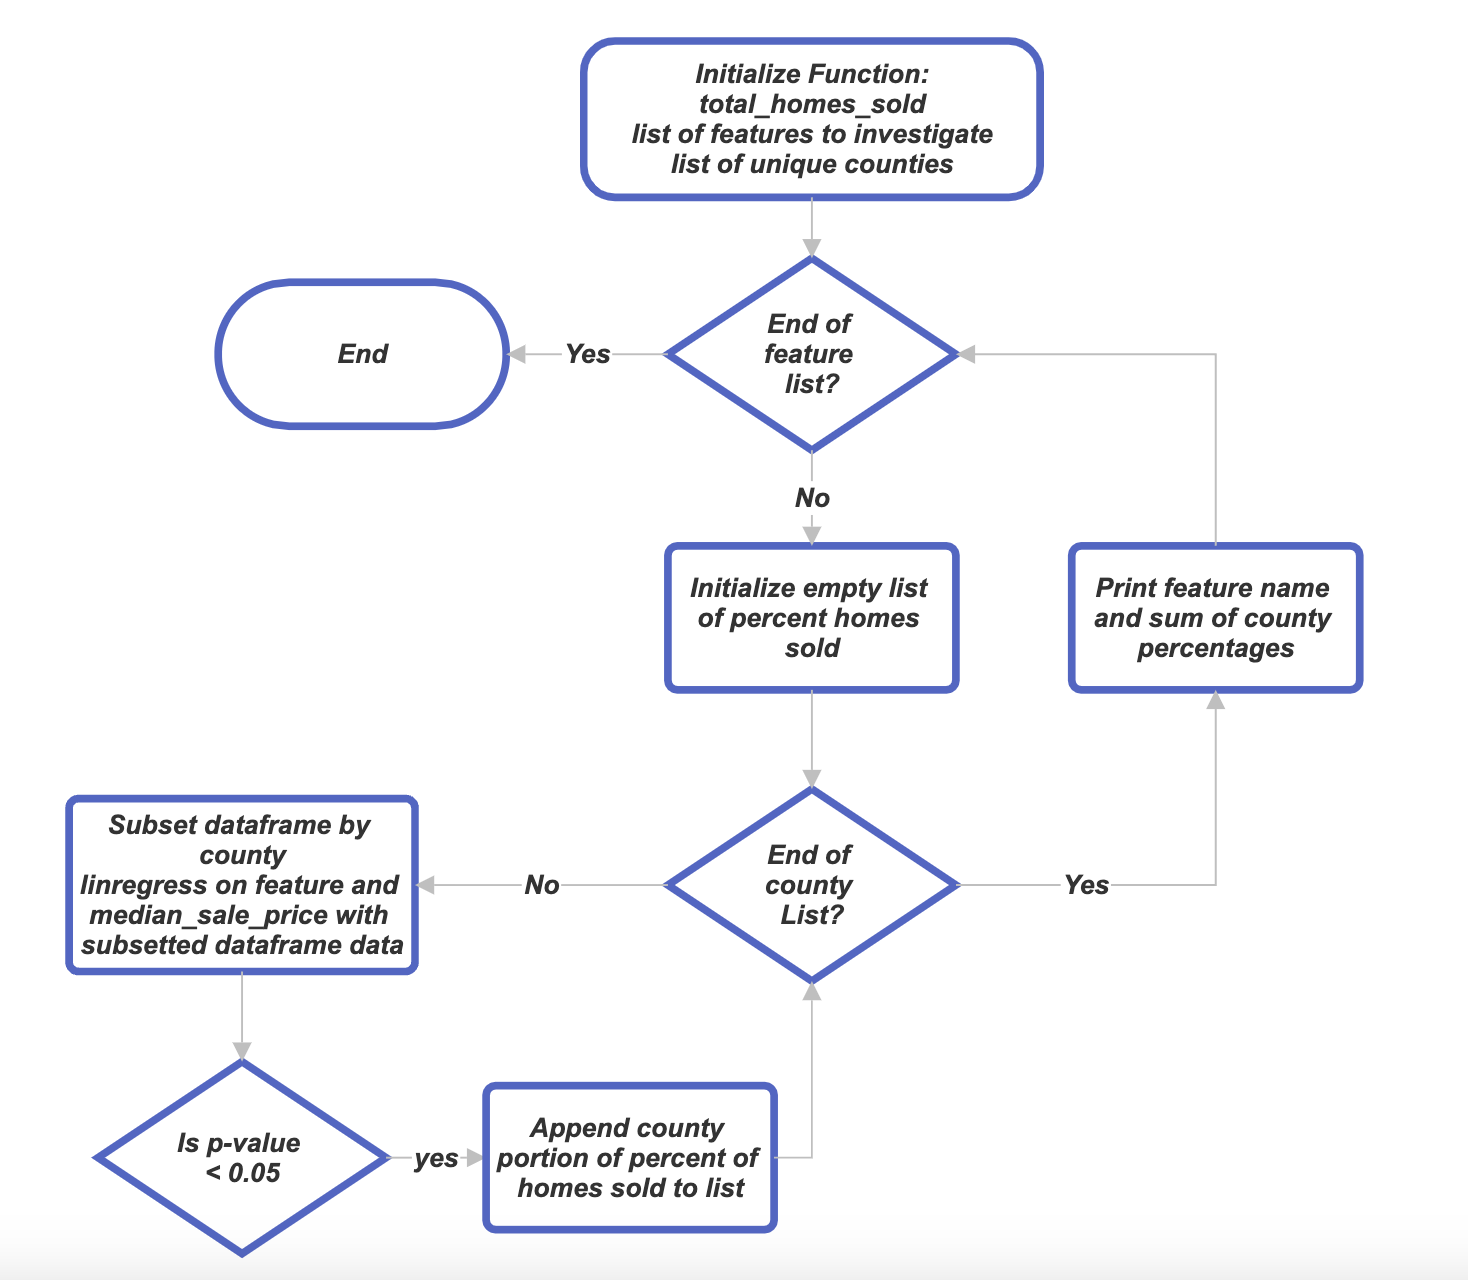 Initialize Function:
total_homes_sold
list of features to investigate
list of unique counties
End of
feature
list?
Yes
End
No
Initialize empty list
of percent homes
sold
Print feature name
and sum of county
percentages
End of
county
List?
Yes
No
Subset dataframe by
county
linregress on feature and
median_sale_price with
subsetted dataframe data
Is p-value
< 0.05
yes
Append county
portion of percent of
homes sold to list